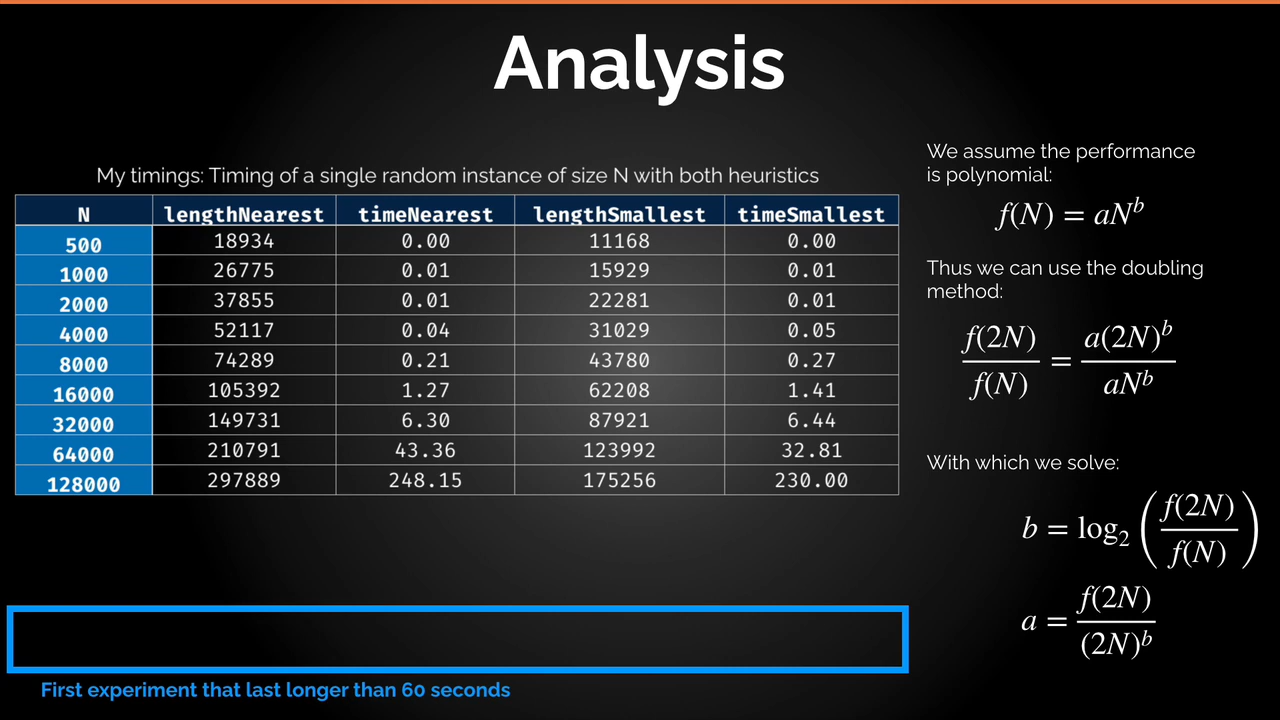 Analysis
My timings: Timing of a single random instance of size N with both heuristics
N lengthNearest timeNearest lengthSmallest timeSmallest
500 18934 0.00 11168 0.00
1000 26775 0.01 15929 0.01
2000 37855 0.01 22281 0.01
4000 52117 0.04 31029 0.05
8000 74289 0.21 43780 0.27
16000 105392 1.27 62208 1.41
32000 149731 6.30 87921 6.44
64000 210791 43.36 123992 32.81
128000 297889 248.15 175256 230.00
First experiment that last longer than 60 seconds
We assume the performance
is polynomial:
f(N) = aN^b
Thus we can use the doubling
method:
f(2N)/f(N) = a(2N)^b/aN^b
With which we solve:
b = log₂(f(2N)/f(N))
a = f(2N)/(2N)^b